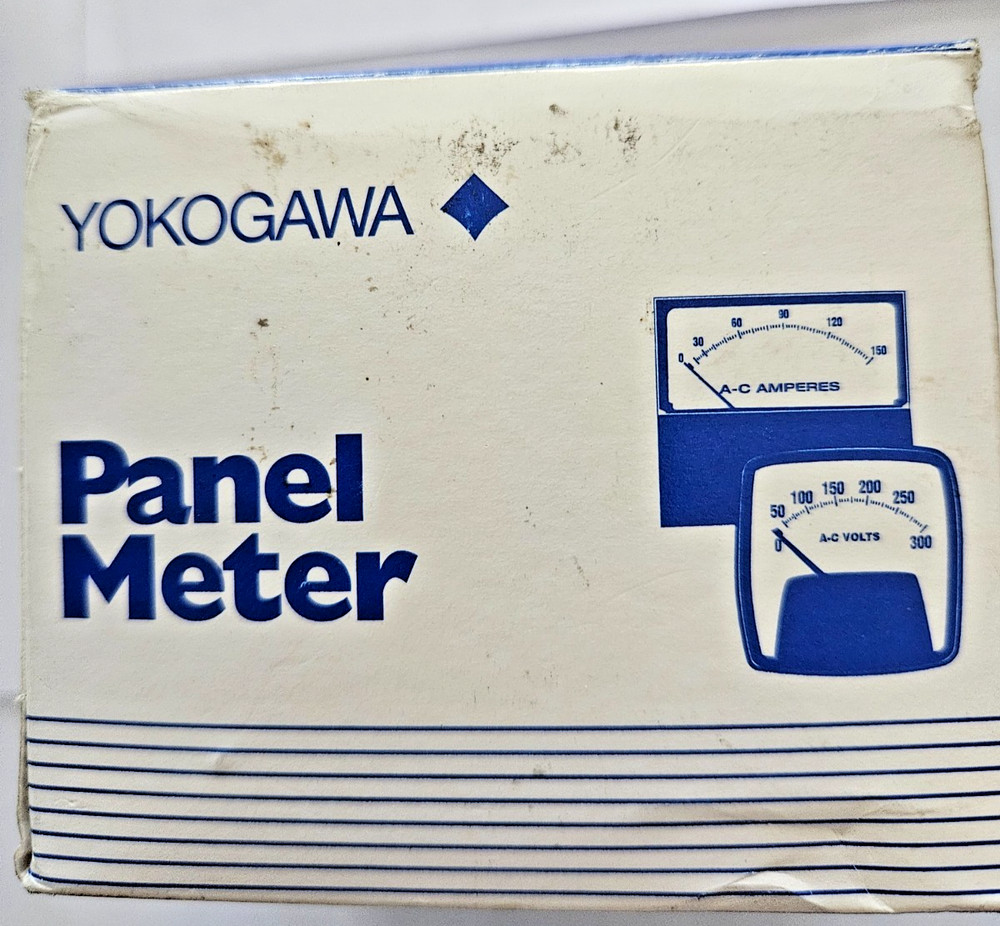 YOKOGAWA
0 30 60 90 120 150
A-C AMPERES
Panel
Meter
0 50 100 150 200 250 300
A-C VOLTS